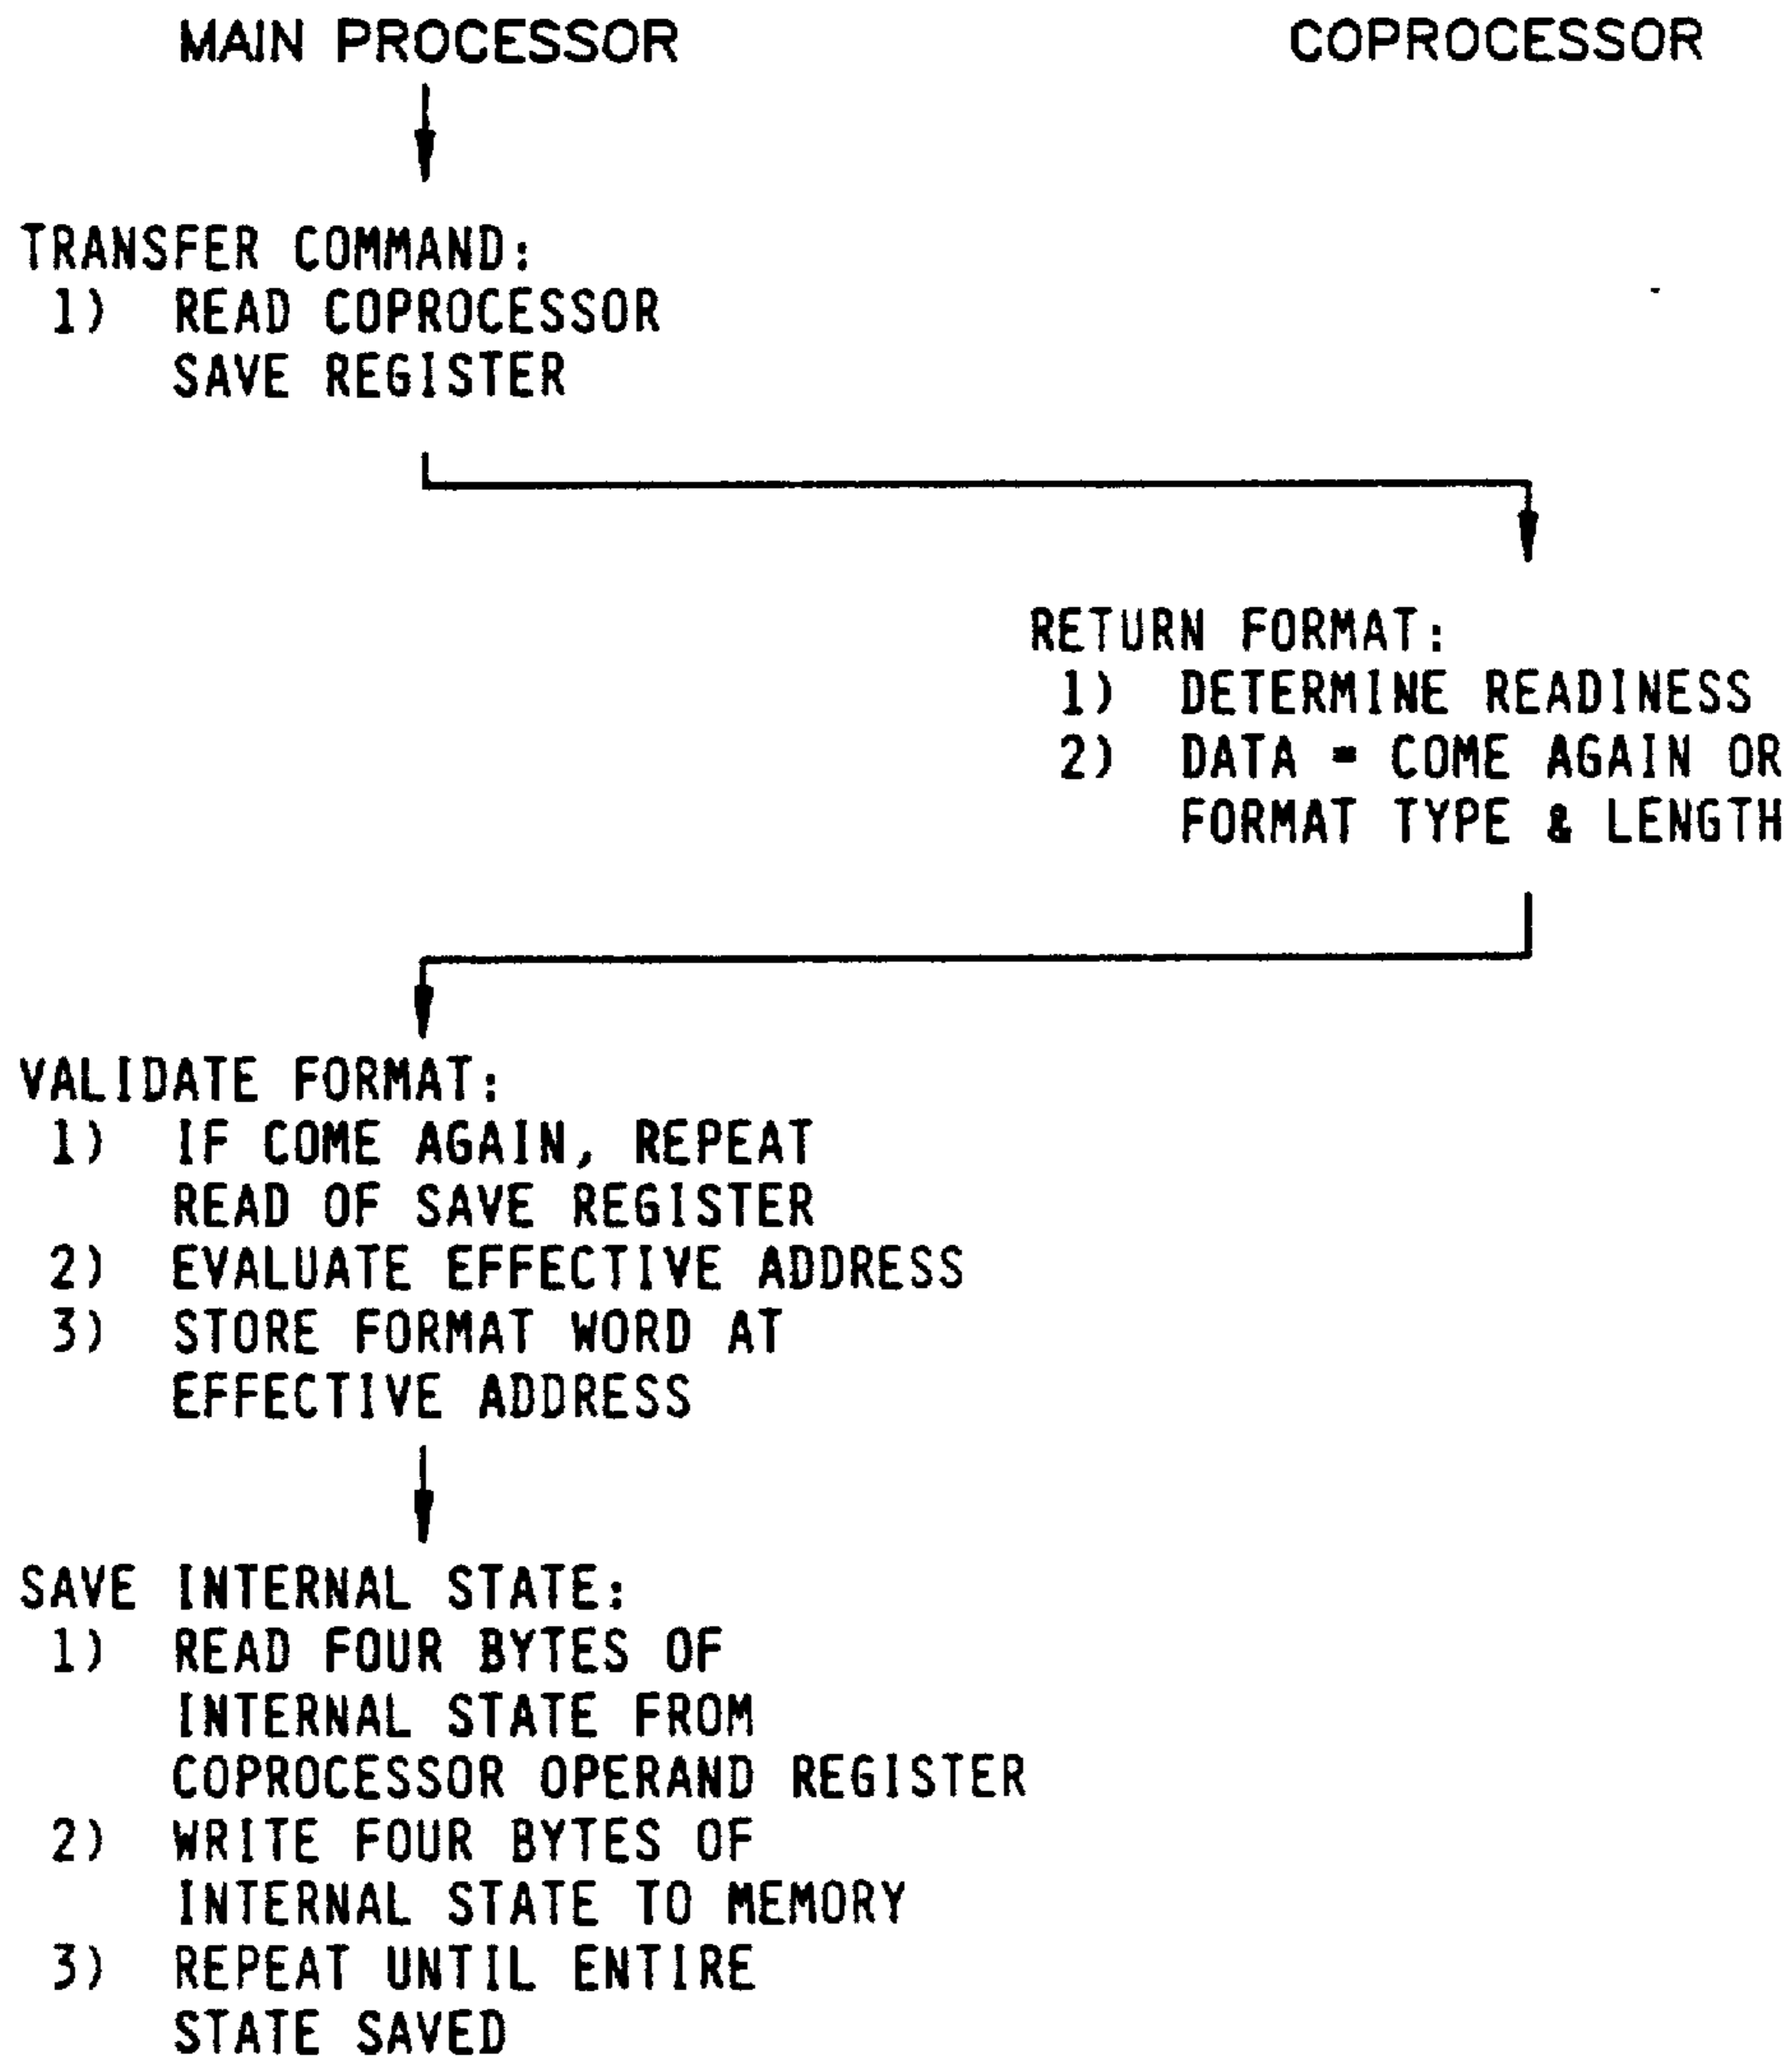 MAIN PROCESSOR COPROCESSOR
TRANSFER COMMAND:
1) READ COPROCESSOR
SAVE REGISTER
RETURN FORMAT:
1) DETERMINE READINESS
2) DATA = COME AGAIN OR
FORMAT TYPE & LENGTH
VALIDATE FORMAT:
1) IF COME AGAIN, REPEAT
READ OF SAVE REGISTER
2) EVALUATE EFFECTIVE ADDRESS
3) STORE FORMAT WORD AT
EFFECTIVE ADDRESS
SAVE INTERNAL STATE:
1) READ FOUR BYTES OF
INTERNAL STATE FROM
COPROCESSOR OPERAND REGISTER
2) WRITE FOUR BYTES OF
INTERNAL STATE TO MEMORY
3) REPEAT UNTIL ENTIRE
STATE SAVED